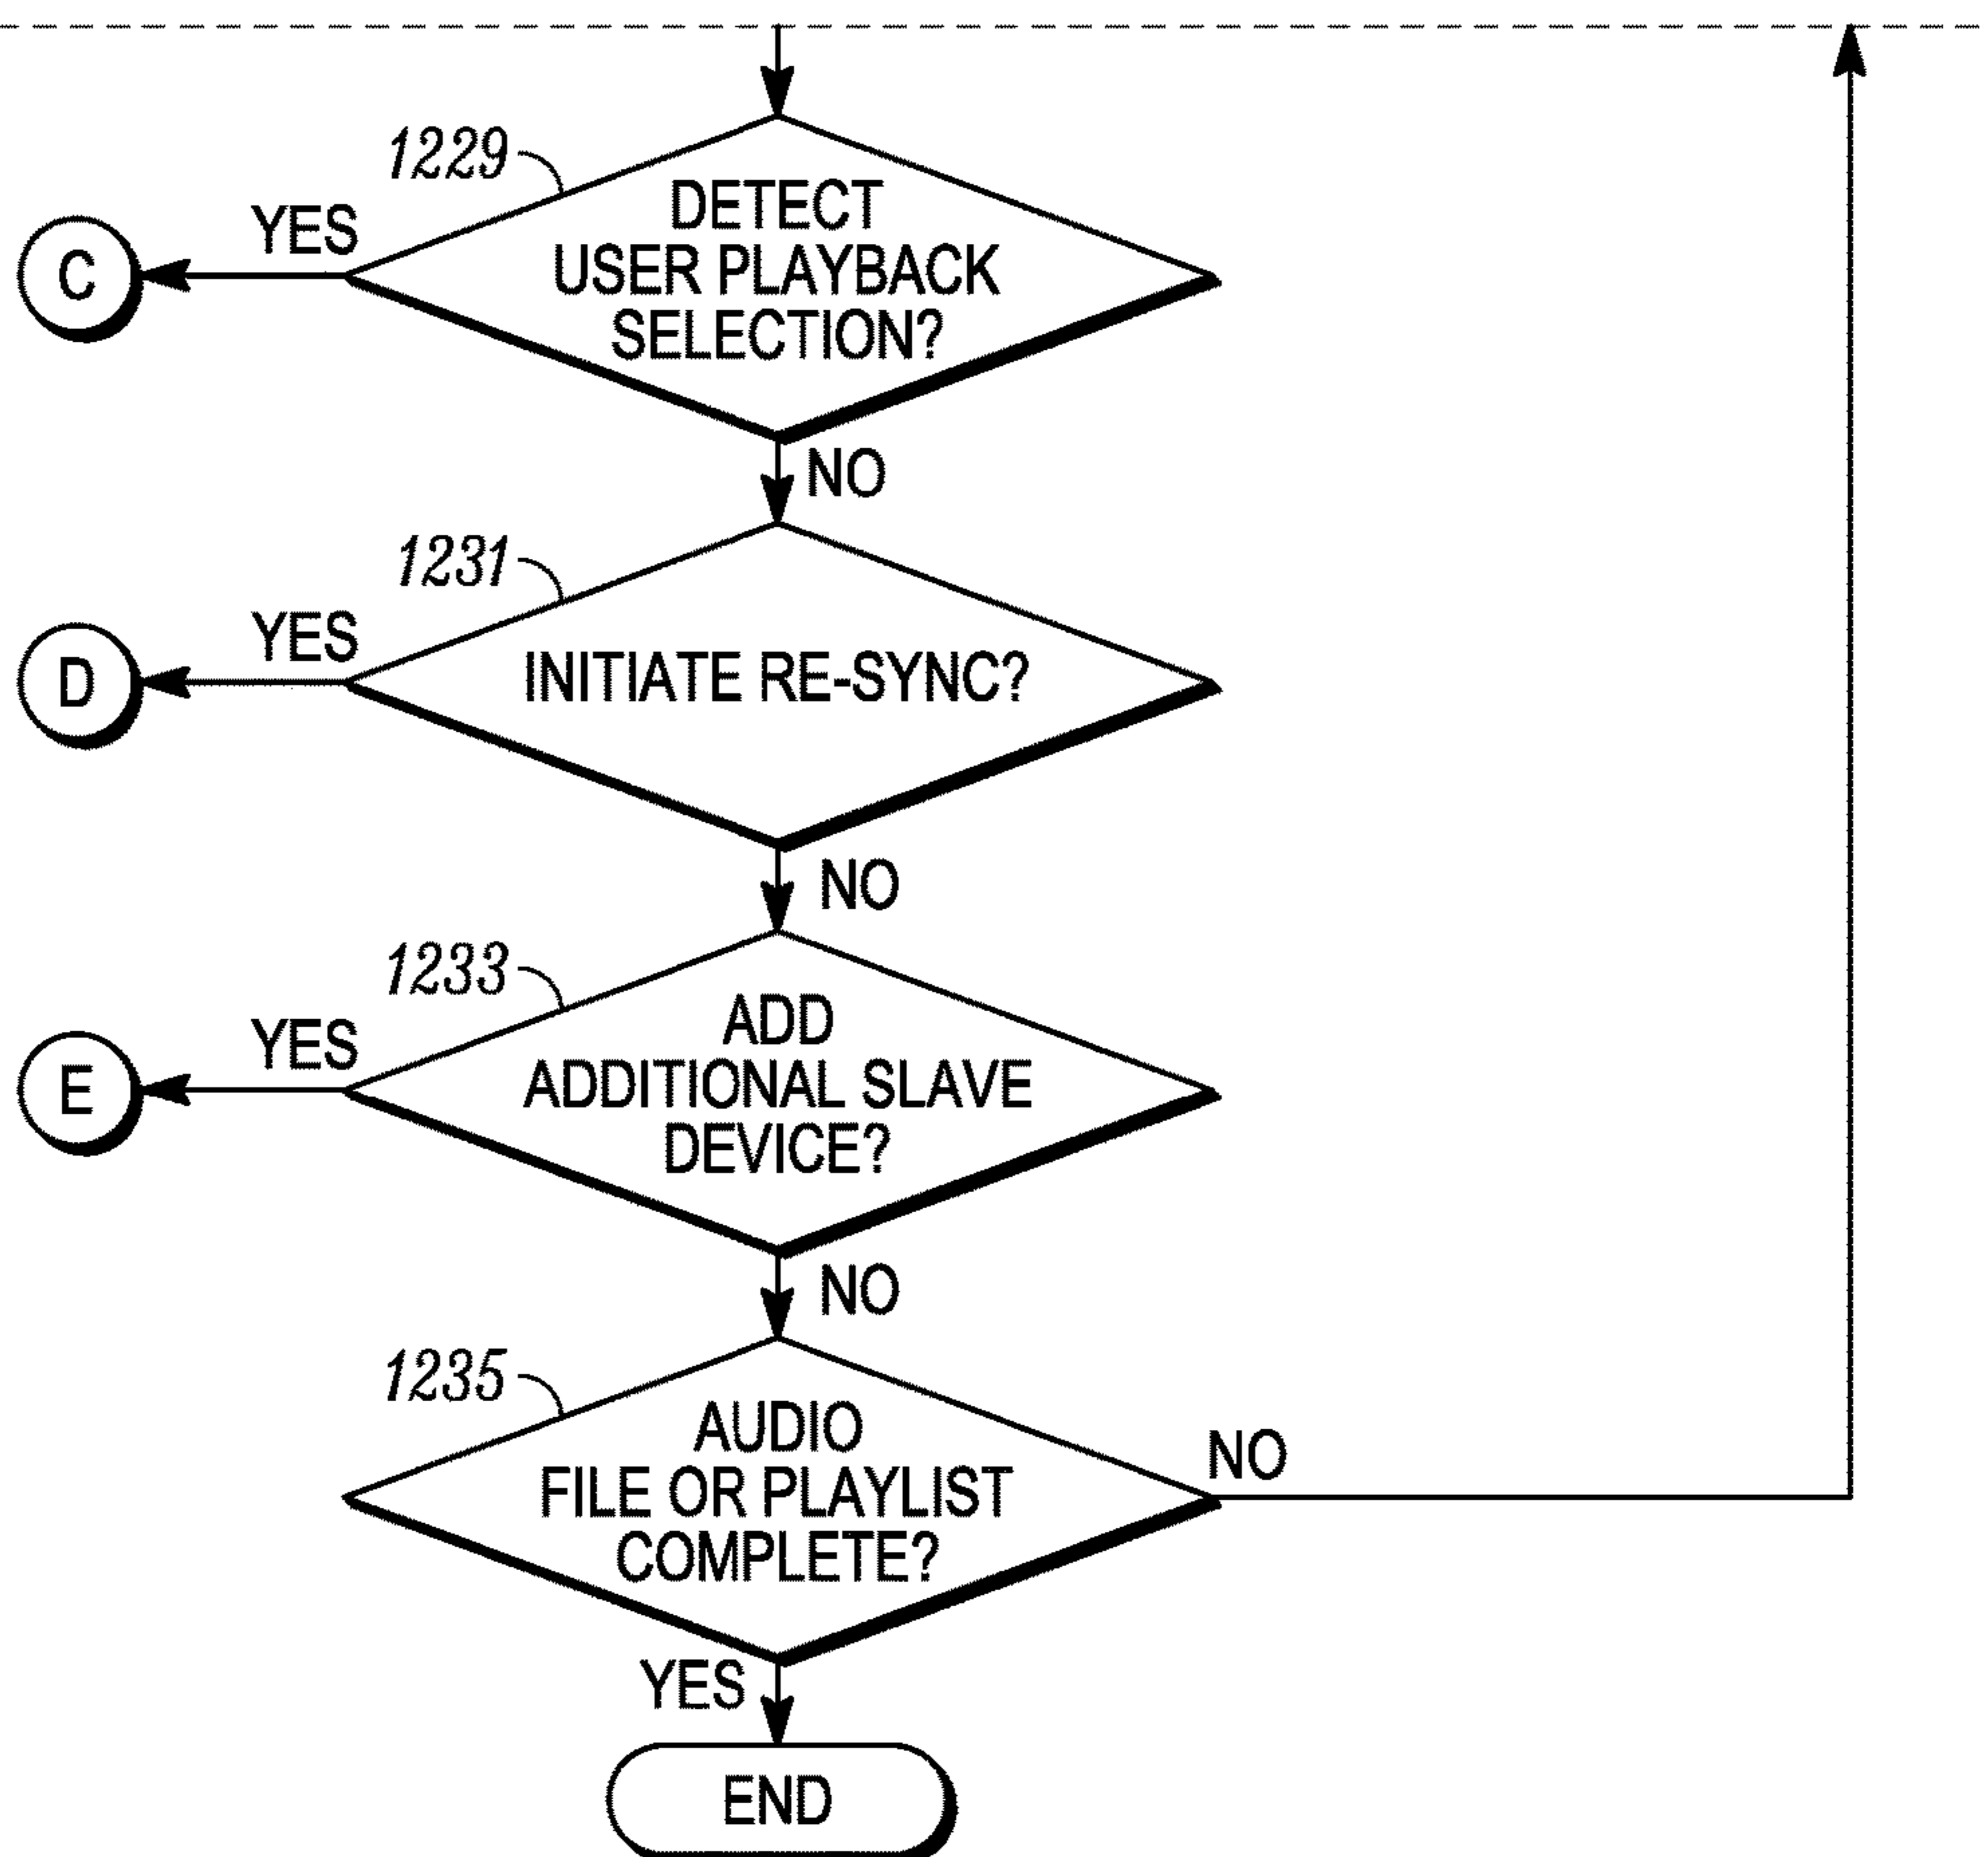 1229
DETECT
USER PLAYBACK
SELECTION?
YES
C
NO
1231
INITIATE RE-SYNC?
YES
D
NO
1233
ADD
ADDITIONAL SLAVE
DEVICE?
YES
E
NO
1235
AUDIO
FILE OR PLAYLIST
COMPLETE?
NO
YES
END